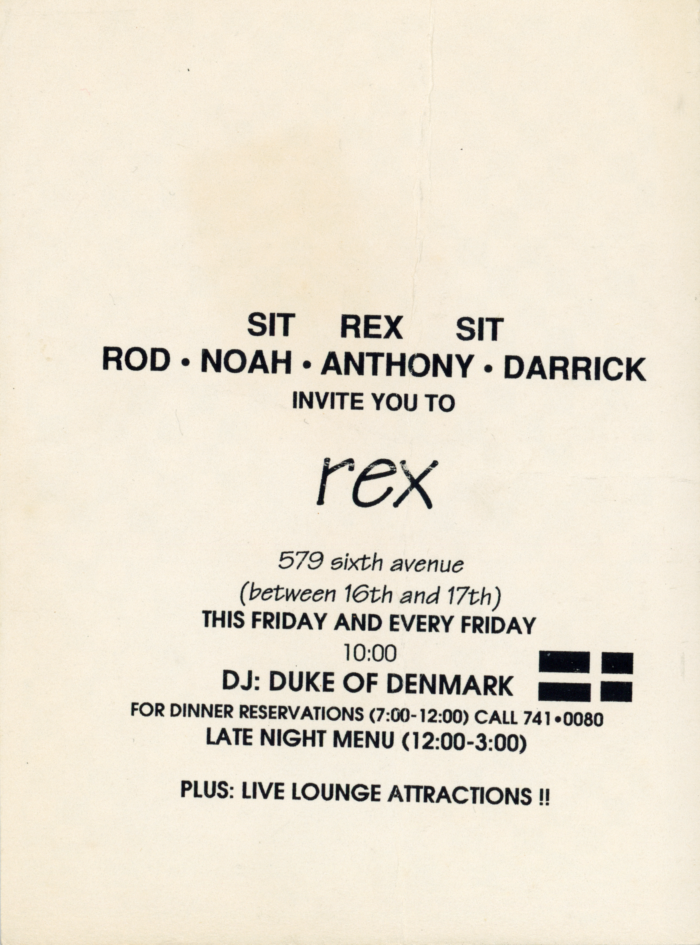 SIT REX SIT
ROD • NOAH • ANTHONY • DARRICK
INVITE YOU TO
rex
579 sixth avenue
(between 16th and 17th)
THIS FRIDAY AND EVERY FRIDAY
10:00
DJ: DUKE OF DENMARK
FOR DINNER RESERVATIONS (7:00-12:00) CALL 741•0080
LATE NIGHT MENU (12:00-3:00)
PLUS: LIVE LOUNGE ATTRACTIONS !!